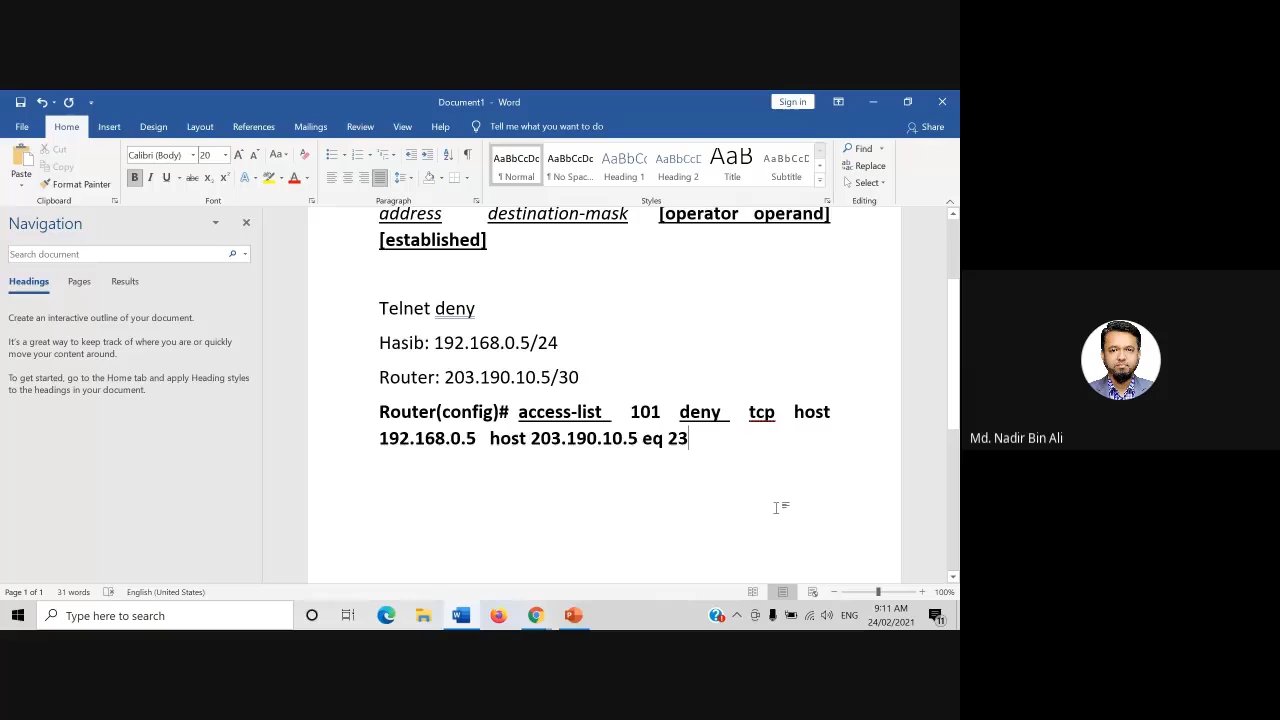 Document1 - Word
Sign in
File Home Insert Design Layout References Mailings Review View Help Tell me what you want to do Share
Paste
Cut
Copy
Format Painter
Clipboard
Calibri (Body) 20
Font
Paragraph
AaBbCcDc AaBbCcDc AaBbC( AaBbCcE AaB AaBbCcD
¶ Normal ¶ No Spac... Heading 1 Heading 2 Title Subtitle
Styles
Find
Replace
Select
Editing
Navigation
Search document
Headings Pages Results
Create an interactive outline of your document.
It's a great way to keep track of where you are or quickly
move your content around.
To get started, go to the Home tab and apply Heading styles
to the headings in your document.
address destination-mask [operator operand]
[established]
Telnet deny
Hasib: 192.168.0.5/24
Router: 203.190.10.5/30
Router(config)# access-list 101 deny tcp host
192.168.0.5 host 203.190.10.5 eq 23
Md. Nadir Bin Ali
Page 1 of 1 31 words English (United States) 100%
Type here to search
ENG
9:11 AM
24/02/2021
11